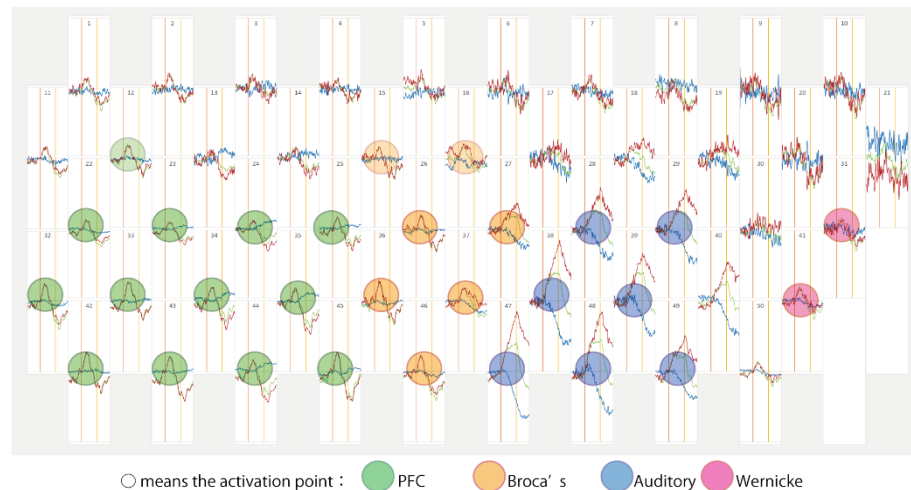 1 2 3 4 5 6 7 8 9 10
11 12 13 14 15 16 17 18 19 20 21
22 23 24 25 26 27 28 29 30 31
32 33 34 35 36 37 38 39 40 41
42 43 44 45 46 47 48 49 50
○ means the activation point : PFC Broca' s Auditory Wernicke